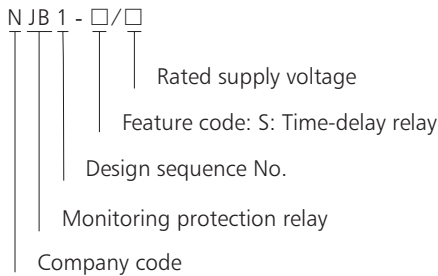 N JB 1 - □/□
Rated supply voltage
Feature code: S: Time-delay relay
Design sequence No.
Monitoring protection relay
Company code